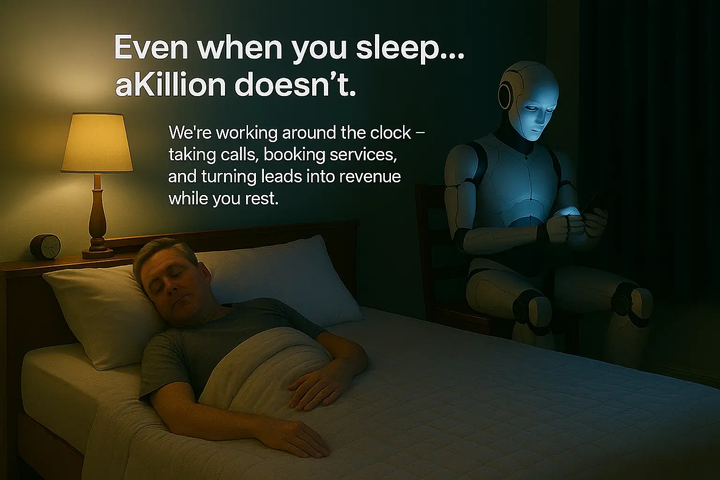 Even when you sleep...
aKillion doesn't.
We're working around the clock –
taking calls, booking services,
and turning leads into revenue
while you rest.